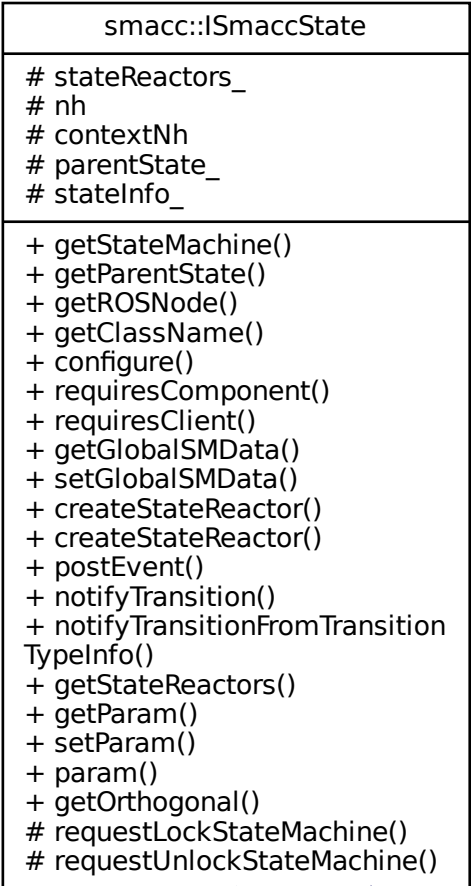 smacc::ISmaccState
# stateReactors_
# nh
# contextNh
# parentState_
# stateInfo_
+ getStateMachine()
+ getParentState()
+ getROSNode()
+ getClassName()
+ configure()
+ requiresComponent()
+ requiresClient()
+ getGlobalSMData()
+ setGlobalSMData()
+ createStateReactor()
+ createStateReactor()
+ postEvent()
+ notifyTransition()
+ notifyTransitionFromTransition
TypeInfo()
+ getStateReactors()
+ getParam()
+ setParam()
+ param()
+ getOrthogonal()
# requestLockStateMachine()
# requestUnlockStateMachine()